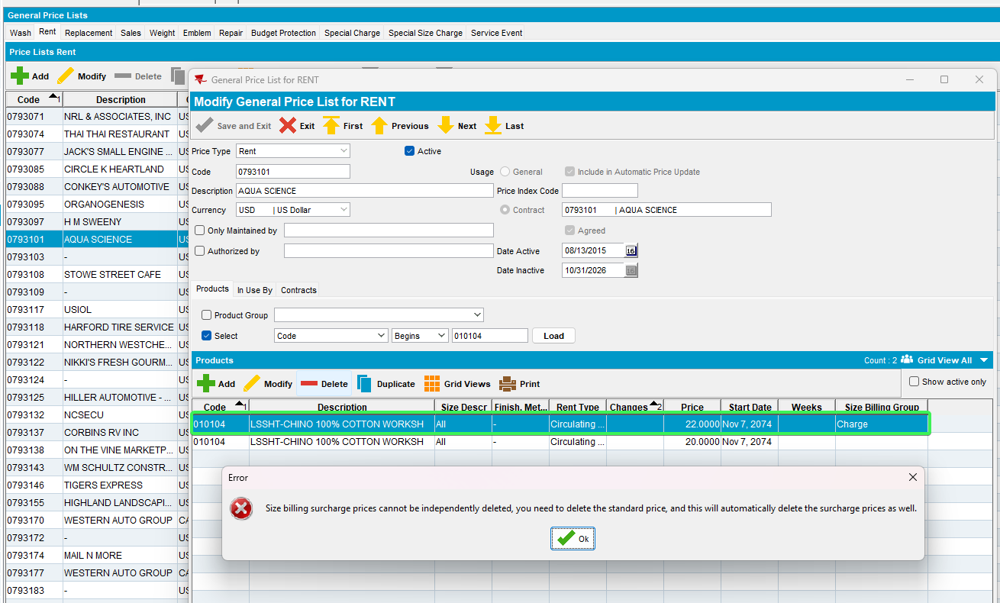 General Price Lists
Wash Rent Replacement Sales Weight Emblem Repair Budget Protection Special Charge Special Size Charge Service Event
Price Lists Rent
Add Modify Delete
Code 1 Description
0793071 NRL & ASSOCIATES, INC US
0793074 THAI THAI RESTAURANT US
0793077 JACK'S SMALL ENGINE ... US
0793085 CIRCLE K HEARTLAND US
0793088 CONKEY'S AUTOMOTIVE US
0793095 ORGANOGENESIS US
0793097 H M SWEENY US
0793101 AQUA SCIENCE US
0793103 - US
0793108 STOWE STREET CAFE US
0793109 - US
0793117 USIOL US
0793118 HARFORD TIRE SERVICE US
0793121 NORTHERN WESTCHE... US
0793122 NIKKI'S FRESH GOURM... US
0793124 - US
0793125 HILLER AUTOMOTIVE - ... US
0793132 NCSECU US
0793137 CORBINS RV INC US
0793138 ON THE VINE MARKETP... US
0793143 WM SCHULTZ CONSTR... US
0793146 TIGERS EXPRESS US
0793155 HIGHLAND LANDSCAPI... US
0793170 WESTERN AUTO GROUP CA
0793172 - US
0793174 MAIL N MORE US
0793177 WESTERN AUTO GROUP CA
0793183 - US
General Price List for RENT
Modify General Price List for RENT
Save and Exit Exit First Previous Next Last
Price Type Rent Active
Code 0793101 Usage General Include in Automatic Price Update
Description AQUA SCIENCE Price Index Code
Currency USD | US Dollar Contract 0793101 | AQUA SCIENCE
Only Maintained by Agreed
Authorized by Date Active 08/13/2015 16
Date Inactive 10/31/2026 16
Products In Use By Contracts
Product Group
Select Code Begins 010104 Load
Products Count : 2 Grid View All
Add Modify Delete Duplicate Grid Views Print Show active only
Code 1 Description Size Descr Finish. Met... Rent Type Changes 2 Price Start Date Weeks Size Billing Group
010104 LSSHT-CHINO 100% COTTON WORKSH All - Circulating ... 22.0000 Nov 7, 2074 Charge
010104 LSSHT-CHINO 100% COTTON WORKSH All - Circulating ... 20.0000 Nov 7, 2074
Error
Size billing surcharge prices cannot be independently deleted, you need to delete the standard price, and this will automatically delete the surcharge prices as well.
Ok